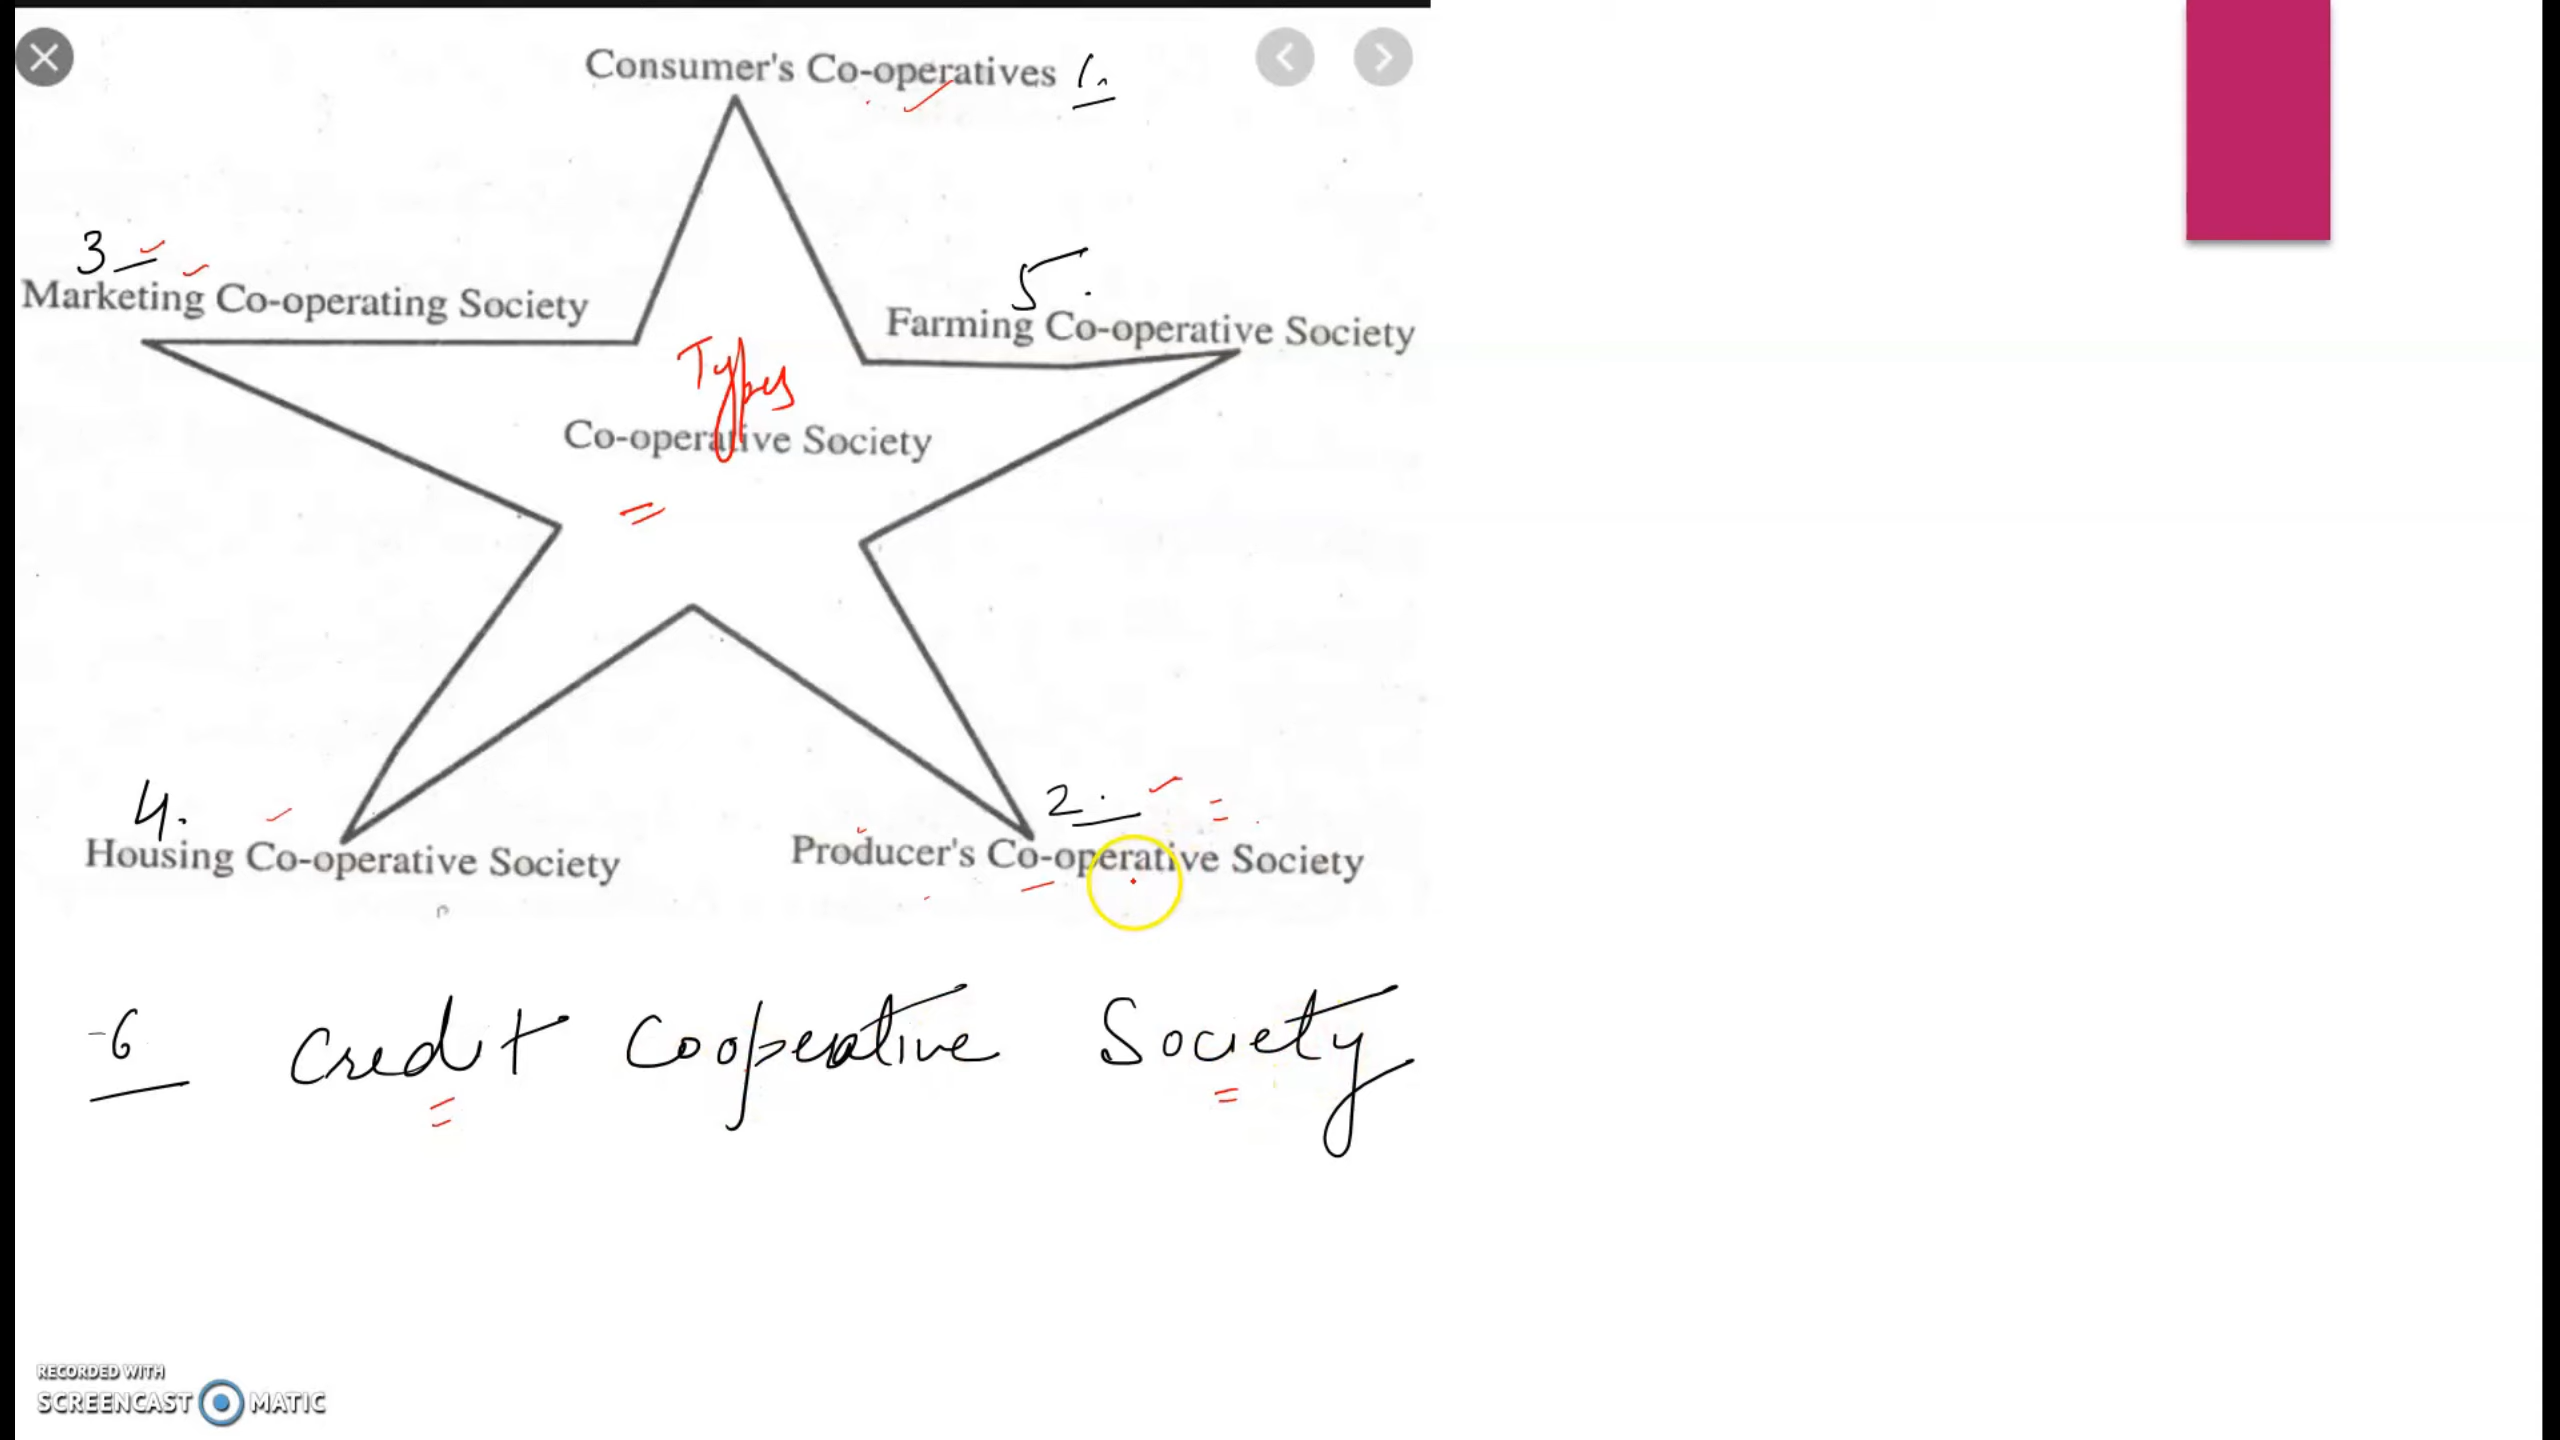 Consumer's Co-operatives 1.
3
Marketing Co-operating Society
5.
Farming Co-operative Society
Types
Co-operative Society
4.
Housing Co-operative Society
2.
Producer's Co-operative Society
6 Credit Cooperative Society
RECORDED WITH
SCREENCAST MATIC